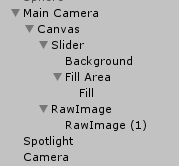 Main Camera
Canvas
Slider
Background
Fill Area
Fill
RawImage
RawImage (1)
Spotlight
Camera